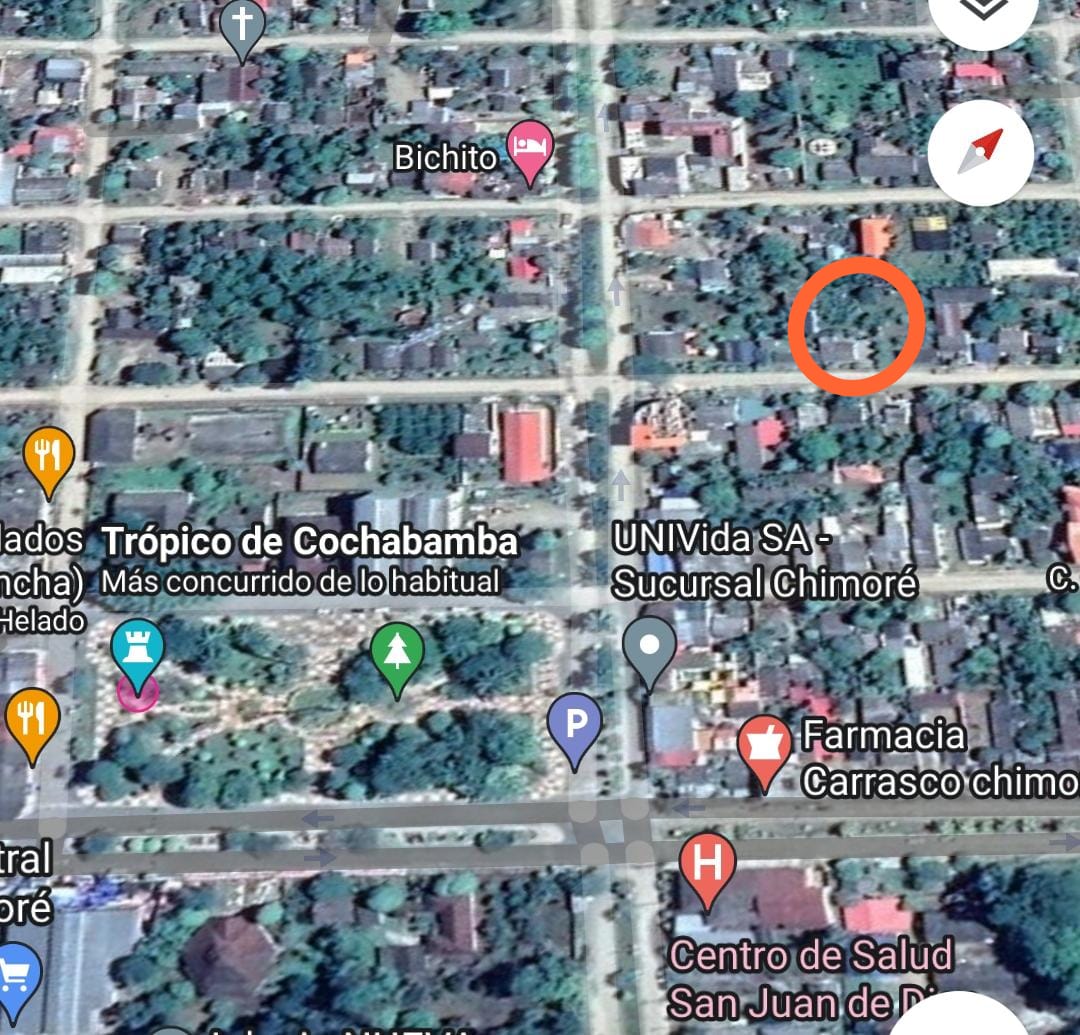 Bichito
lados
ncha)
Helado
Trópico de Cochabamba
Más concurrido de lo habitual
UNIVida SA -
Sucursal Chimoré
C.
P
Farmacia
Carrasco chimo
tral
oré
H
Centro de Salud
San Juan de Di